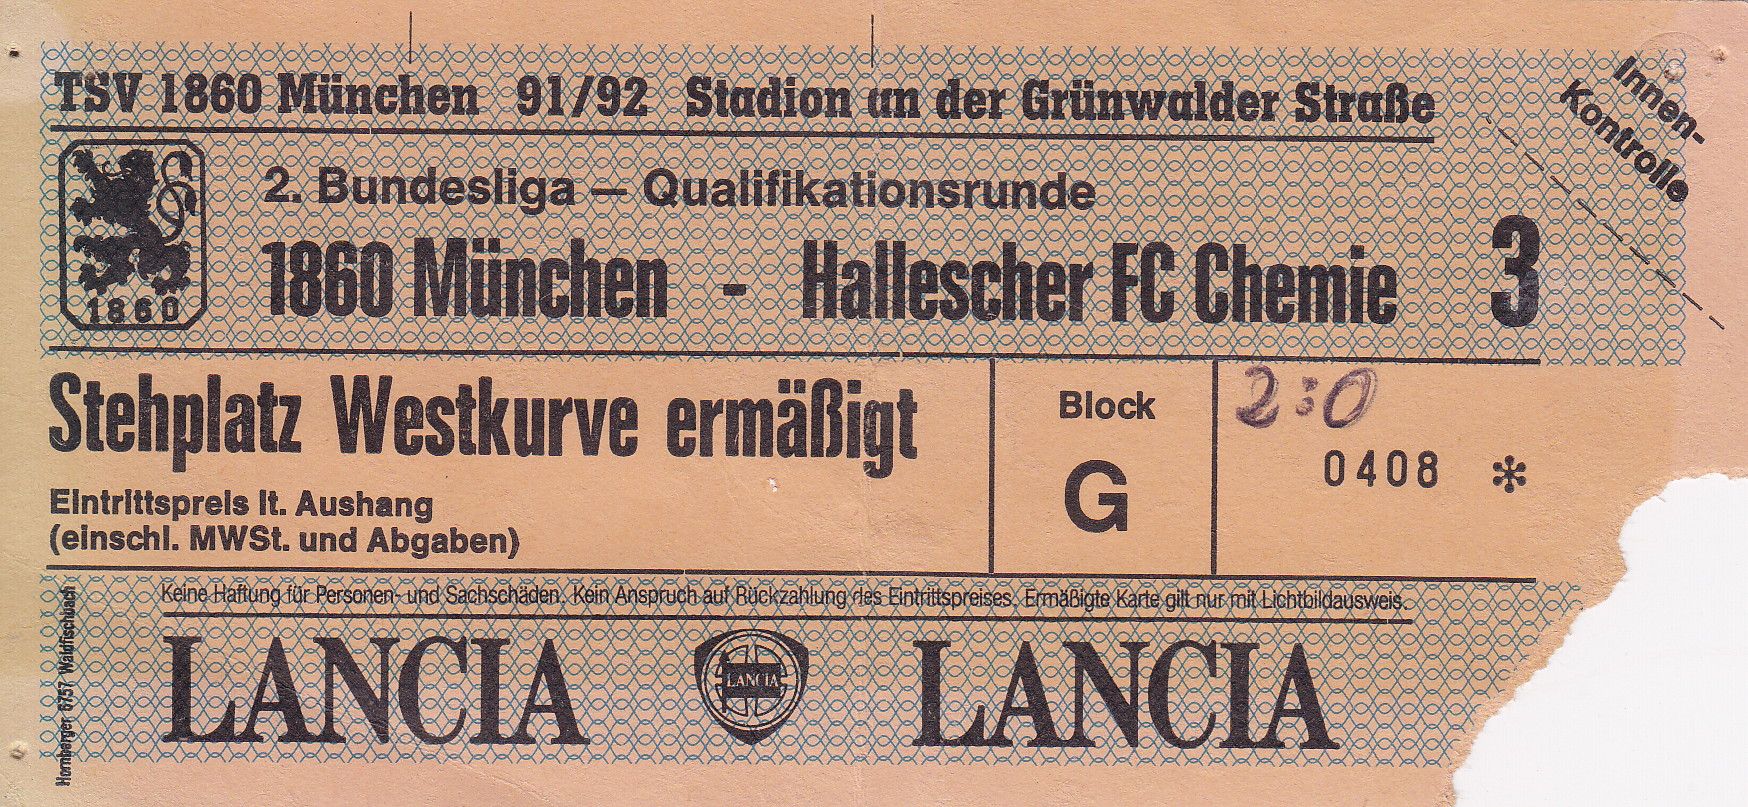 TSV 1860 München 91/92 Stadion an der Grünwalder Straße
Innen-
Kontrolle
1860
2. Bundesliga — Qualifikationsrunde
1860 München - Hallescher FC Chemie 3
Stehplatz Westkurve ermäßigt
Eintrittspreis lt. Aushang
(einschl. MWSt. und Abgaben)
Block
G
2:0
0408 *
Keine Haftung für Personen- und Sachschäden. Kein Anspruch auf Rückzahlung des Eintrittspreises. Ermäßigte Karte gilt nur mit Lichtbildausweis.
LANCIA LANCIA LANCIA
Hornberger 6757 Waldfischbach